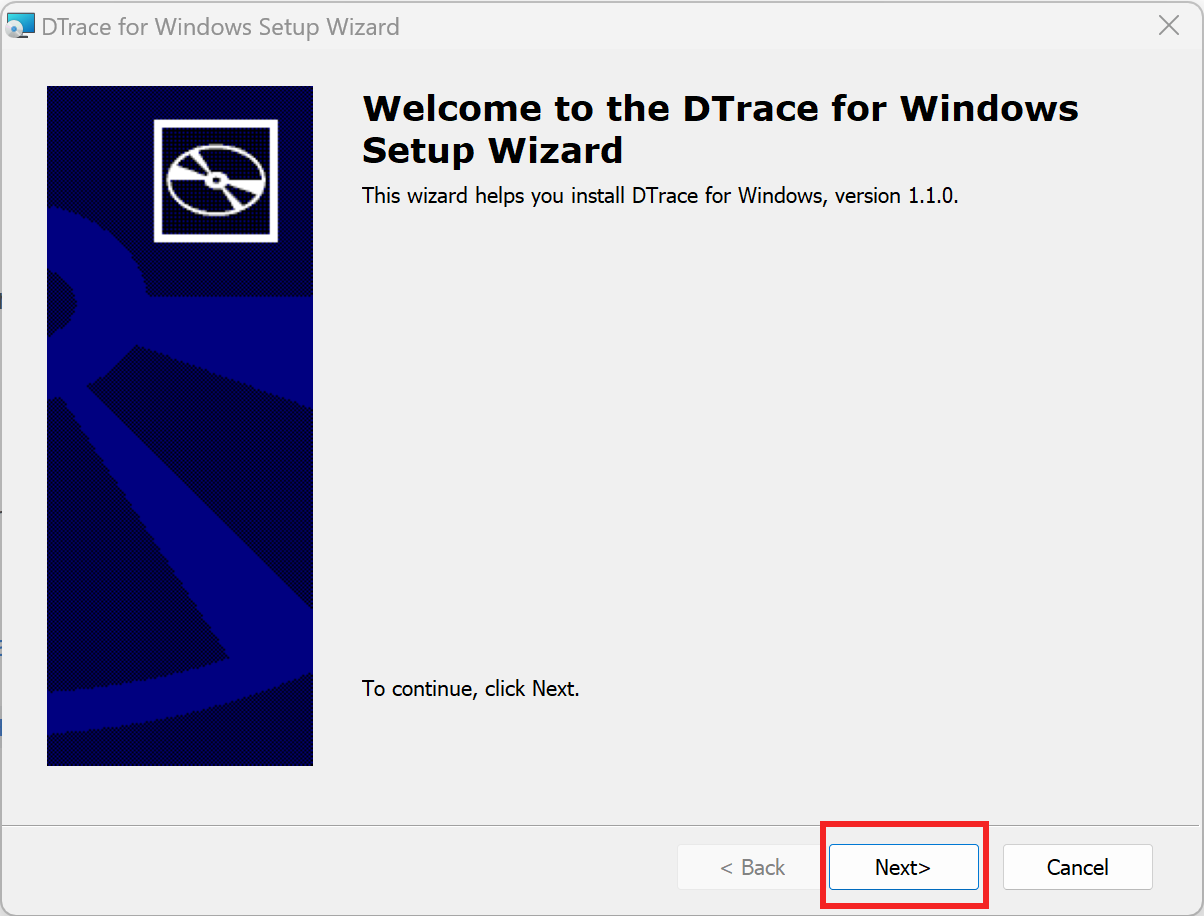 DTrace for Windows Setup Wizard
Welcome to the DTrace for Windows
Setup Wizard
This wizard helps you install DTrace for Windows, version 1.1.0.
To continue, click Next.
< Back
Next>
Cancel